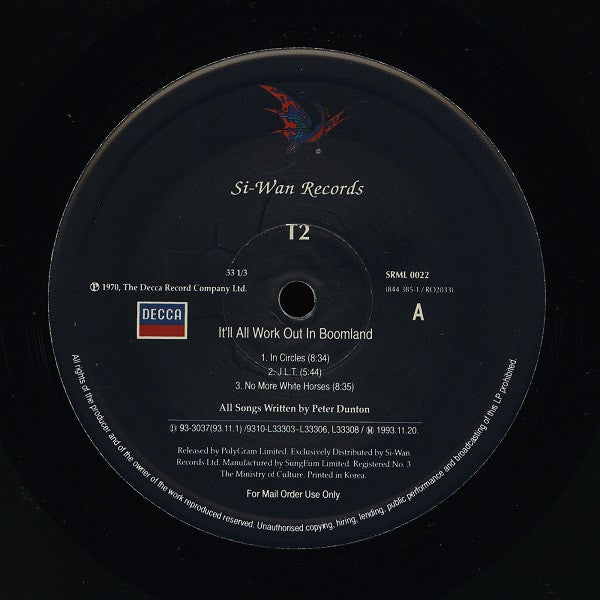 Si-Wan Records
T2
33 1/3
SRML 0022
℗ 1970, The Decca Record Company Ltd.
(844 385-1 / RO2033)
DECCA
A
It'll All Work Out In Boomland
1. In Circles (8:34)
2. J.L.T. (5:44)
3. No More White Horses (8:35)
All Songs Written by Peter Dunton
Ⓓ 93-3037(93.11.1) /9310-L33303~L33306, L33308 / Ⓜ 1993.11.20.
Released by PolyGram Limited. Exclusively Distributed by Si-Wan
Records Ltd. Manufactured by SungEum Limited. Registered No. 3
The Ministry of Culture. Printed in Korea.
For Mail Order Use Only
All rights of the producer and of the owner of the work reproduced reserved. Unauthorised copying, hiring, lending, public performance and broadcasting of this LP prohibited.